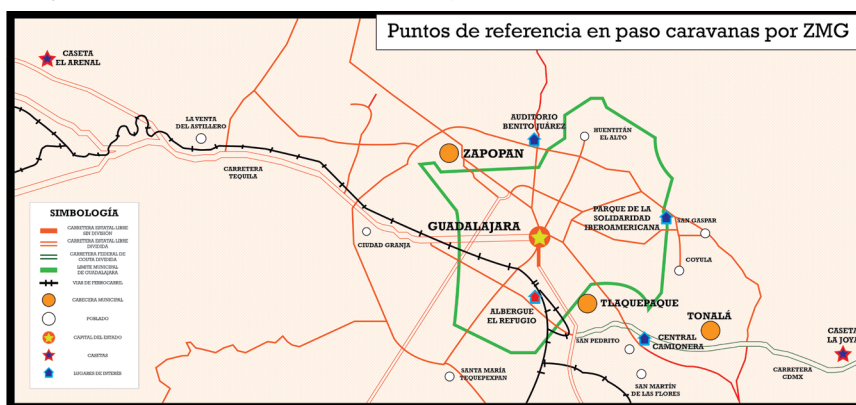 Puntos de referencia en paso caravanas por ZMG
CASETA
EL ARENAL
LA VENTA
DEL ASTILLERO
CARRETERA
TEQUILA
AUDITORIO
BENITO JUÁREZ
HUENTITÁN
EL ALTO
ZAPOPAN
GUADALAJARA
CIUDAD GRANJA
PARQUE DE LA
SOLIDARIDAD
IBEROAMERICANA
SAN GASPAR
COYULA
ALBERGUE
EL REFUGIO
TLAQUEPAQUE
TONALÁ
SAN PEDRITO
CENTRAL
CAMIONERA
CASETA
LA JOYA
CARRETERA
CDMX
SANTA MARÍA
TEQUEPEXPAN
SAN MARTÍN
DE LAS FLORES
SIMBOLOGÍA
CARRETERA ESTATAL LIBRE
SIN DIVISIÓN
CARRETERA ESTATAL LIBRE
DIVIDIDA
CARRETERA FEDERAL DE
COUTA DIVIDIDA
LIMITE MUNICIPAL
DE GUADALAJARA
VIAS DE FERROCARRIL
CABECERA MUNICIPAL
POBLADO
CAPITAL DEL ESTADO
CASETAS
LUGARES DE INTERÉS